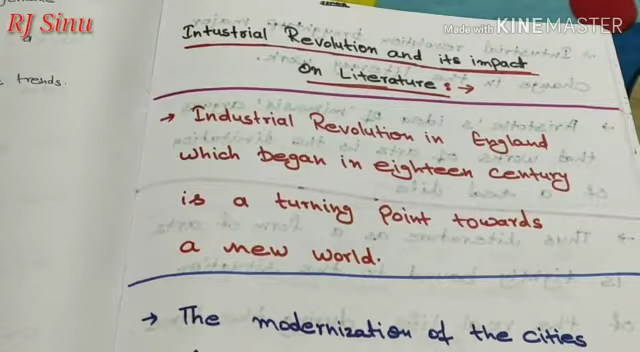 RJ Sinu
Made with KINEMASTER
trends.
Intustrial Revolution and its impact
on Literature : →
→ Industrial Revolution in England
which began in eighteen century
is a turning point towards
a new world.
→ The modernization of the cities